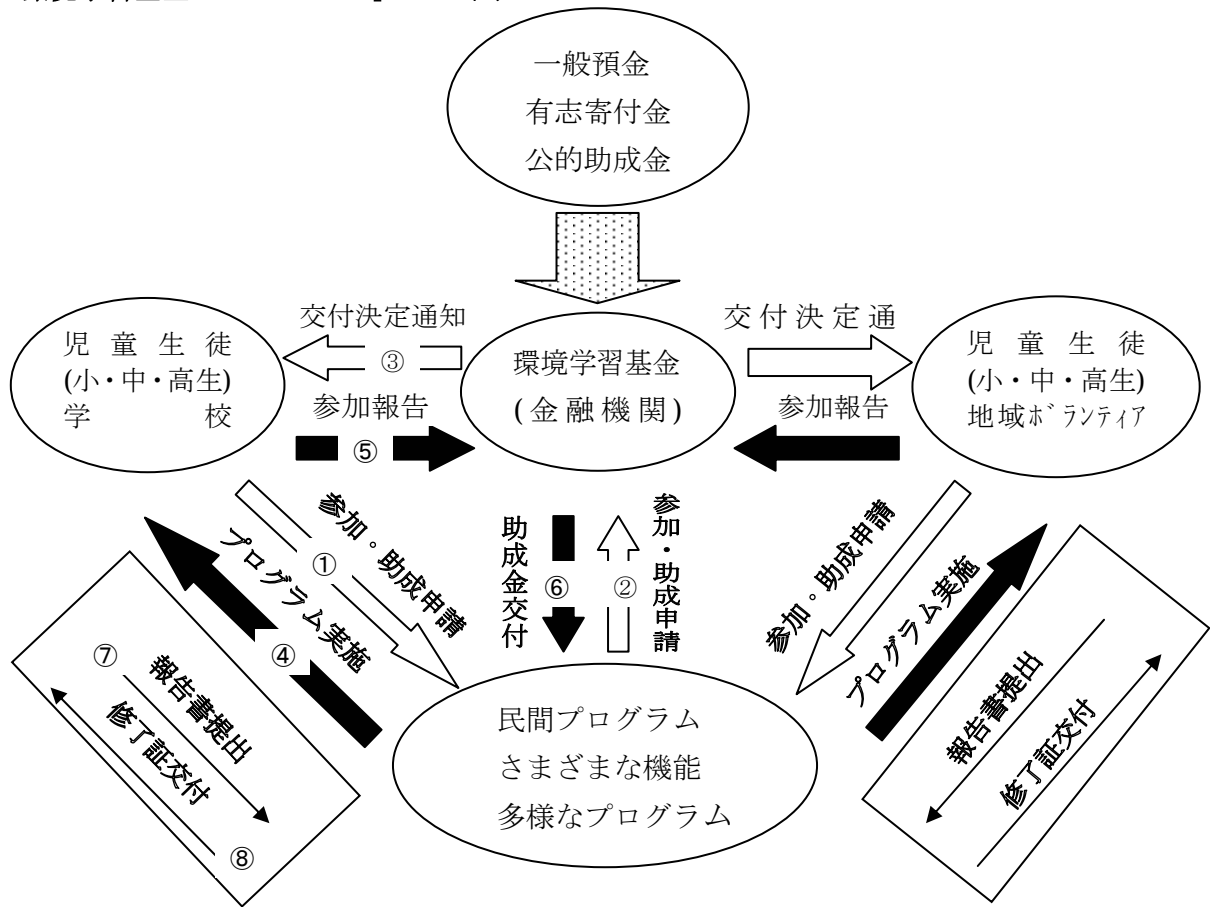 一般預金
有志寄付金
公的助成金
交付決定通知
③
交付決定通
児童生徒
(小・中・高生)
学校
環境学習基金
(金融機関)
児童生徒
(小・中・高生)
地域ボランティア
参加報告
⑤
参加報告
①
参加・助成申請
プログラム実施
④
助成金交付
⑥
②
参加・助成申請
参加・助成申請
プログラム実施
⑦
報告書提出
修了証交付
⑧
民間プログラム
さまざまな機能
多様なプログラム
報告書提出
修了証交付